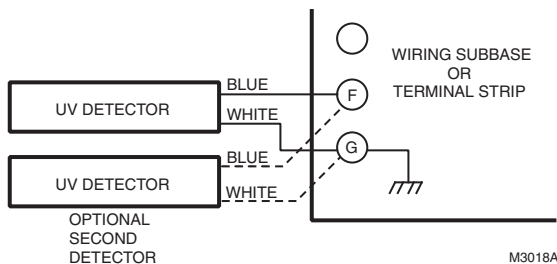 WIRING SUBBASE
OR
TERMINAL STRIP
UV DETECTOR
BLUE
WHITE
F
G
UV DETECTOR
BLUE
WHITE
OPTIONAL
SECOND
DETECTOR
M3018A